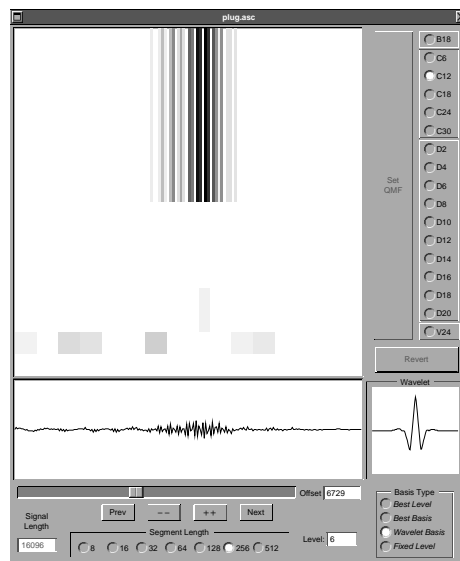 plug.asc
B18
C6
C12
C18
C24
C30
D2
D4
D6
D8
D10
D12
D14
D16
D18
D20
V24
Set
QMF
Revert
Wavelet
Offset 6729
Prev -- ++ Next
Signal
Length
16096
Segment Length
8 16 32 64 128 256 512
Level: 6
Basis Type
Best Level
Best Basis
Wavelet Basis
Fixed Level